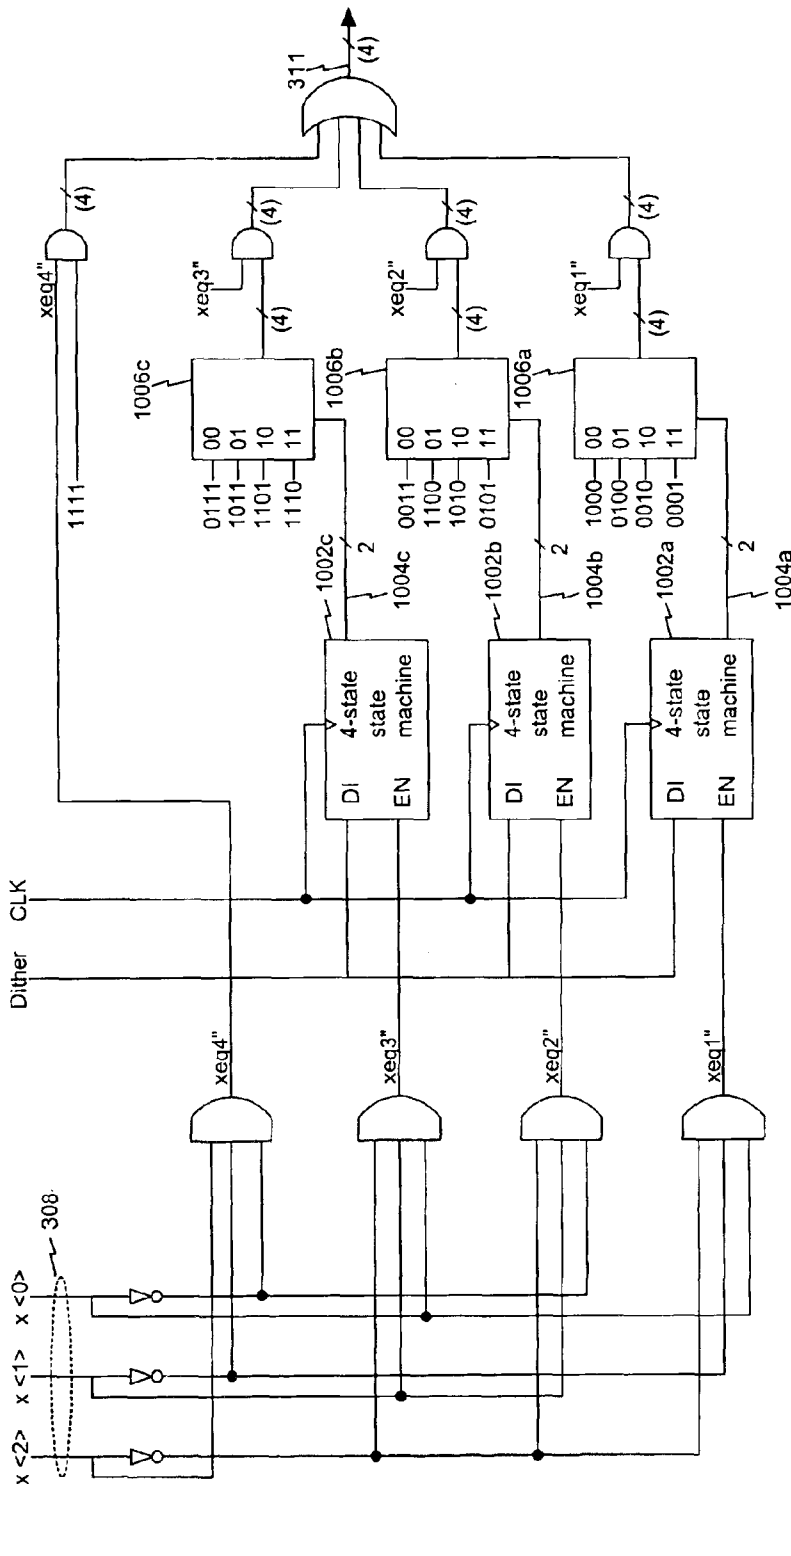 x <2>
x <1>
x <0>
308
Dither
CLK
xeq4"
xeq3"
xeq2"
xeq1"
DI
EN
4-state
state
machine
1002c
1004c
2
DI
EN
4-state
state
machine
1002b
1004b
2
DI
EN
4-state
state
machine
1002a
1004a
2
1111
xeq4"
(4)
0111
1011
1101
1110
00
01
10
11
1006c
(4)
xeq3"
(4)
0011
1100
1010
0101
00
01
10
11
1006b
(4)
xeq2"
(4)
1000
0100
0010
0001
00
01
10
11
1006a
(4)
xeq1"
(4)
311
(4)